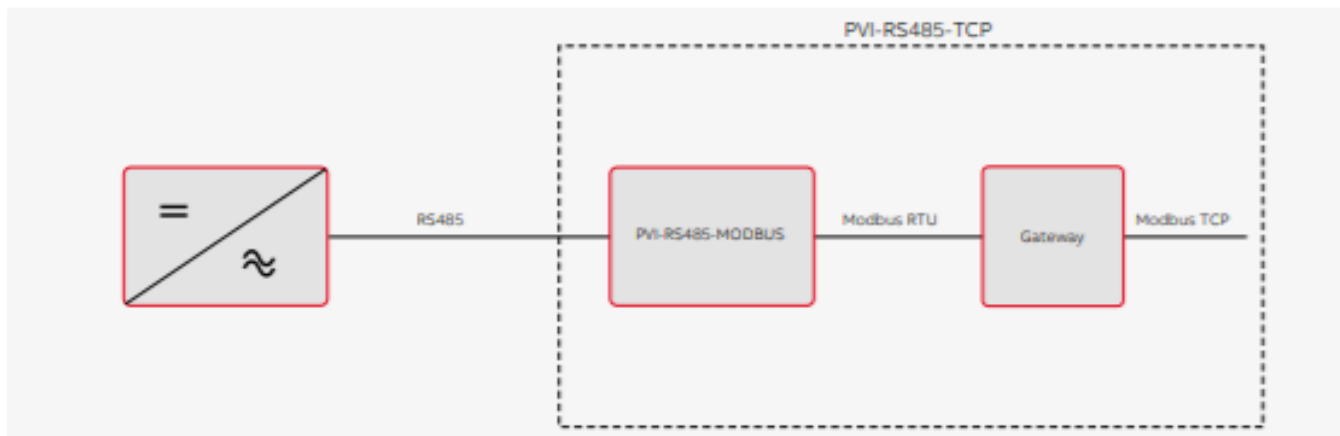 PVI-RS485-TCP
RS485
PVI-RS485-MODBUS
Modbus RTU
Gateway
Modbus TCP